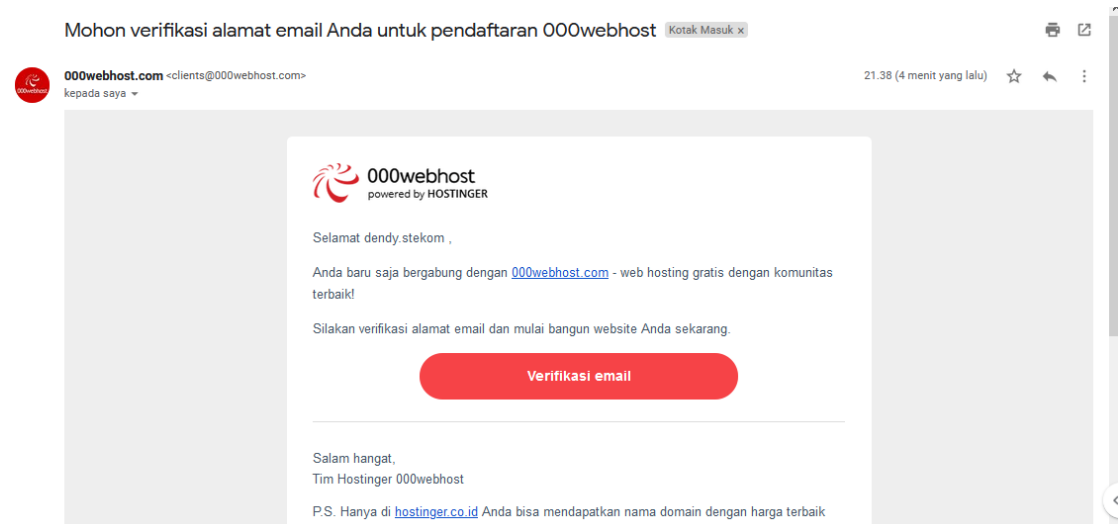 Mohon verifikasi alamat email Anda untuk pendaftaran 000webhost Kotak Masuk x
000webhost.com <clients@000webhost.com> 21.38 (4 menit yang lalu)
kepada saya
000webhost
000webhost
powered by HOSTINGER
Selamat dendy.stekom ,
Anda baru saja bergabung dengan 000webhost.com - web hosting gratis dengan komunitas
terbaik!
Silakan verifikasi alamat email dan mulai bangun website Anda sekarang.
Verifikasi email
Salam hangat,
Tim Hostinger 000webhost
P.S. Hanya di hostinger.co.id Anda bisa mendapatkan nama domain dengan harga terbaik